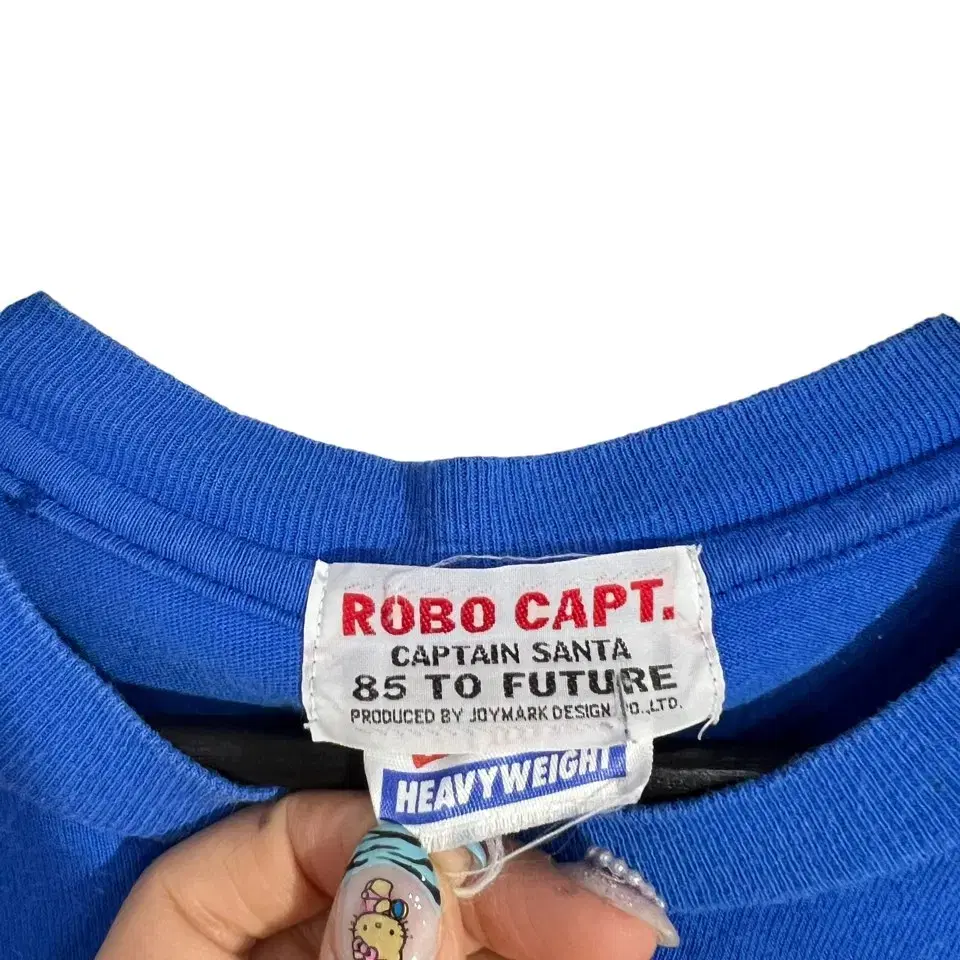 ROBO CAPT.
CAPTAIN SANTA
85 TO FUTURE
PRODUCED BY JOYMARK DESIGN CO.,LTD.
HEAVYWEIGHT